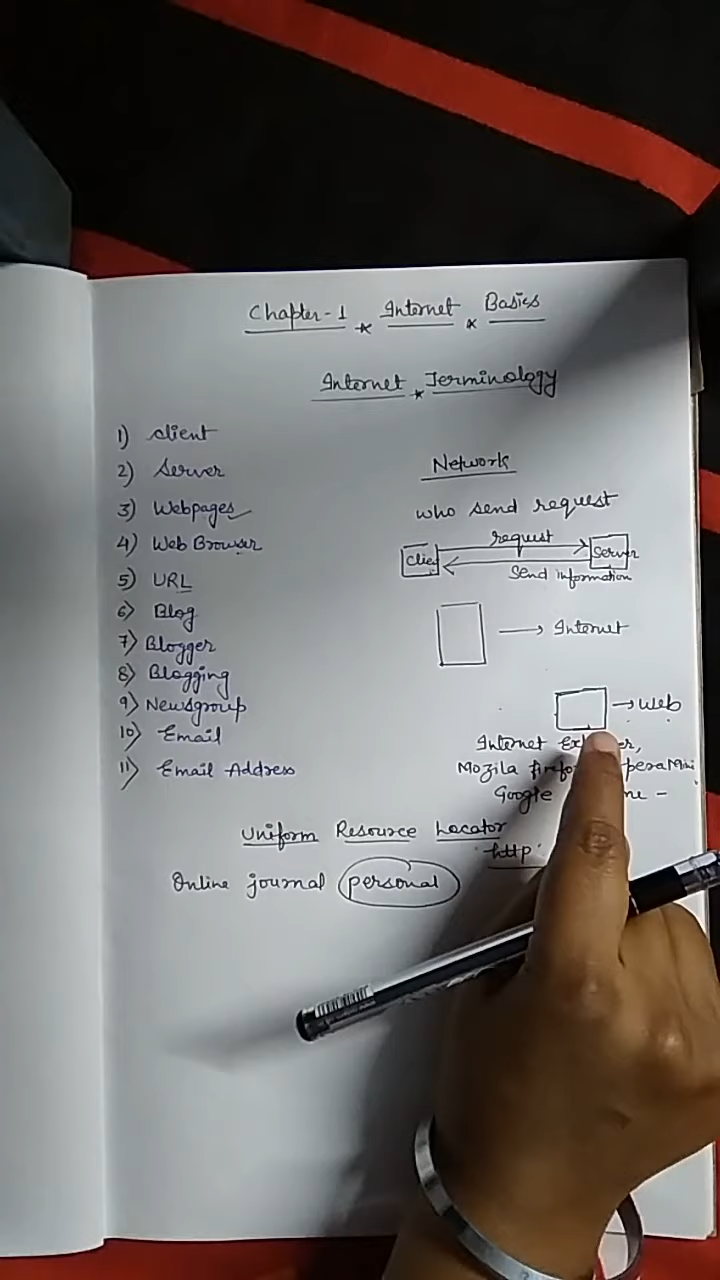 Chapter-1 * Internet * Basics
Internet * Terminology
1) client
2) Server
3) Webpages
4) Web Browser
5) URL
6) Blog
7) Blogger
8) Blogging
9) Newsgroup
10) Email
11) Email Address
Network
who send request
request
Server
send information
→ Internet
→ Web
Internet
Mozila
Google
Uniform Resource Locator
http
Online journal personal